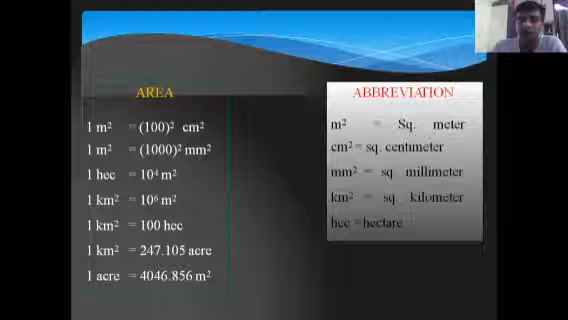 AREA
1 m² = (100)² cm²
1 m² = (1000)² mm²
1 hec = 10⁴ m²
1 km² = 10⁶ m²
1 km² = 100 hec
1 km² = 247.105 acre
1 acre = 4046.856 m²
ABBREVIATION
m² = Sq. meter
cm² = sq. centimeter
mm² = sq millimeter
km² = sq. kilometer
hec =hectare